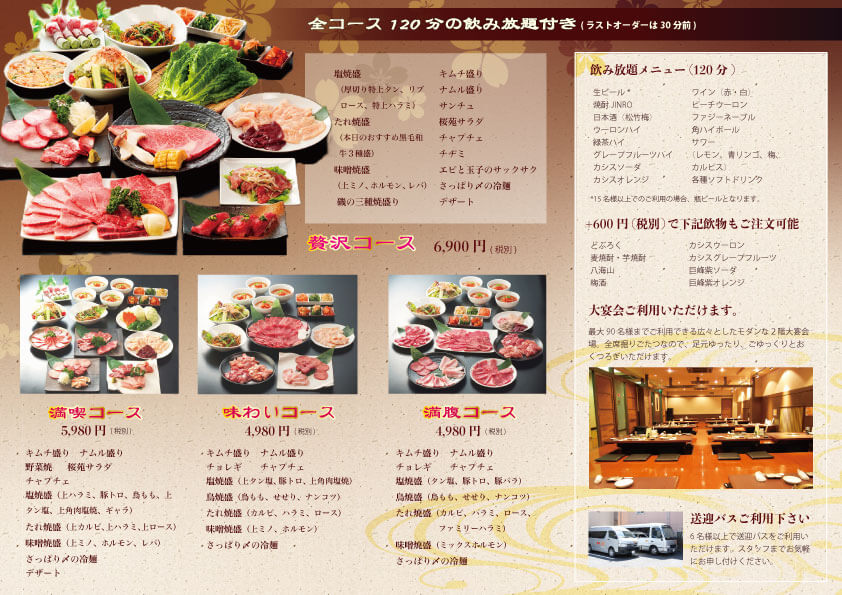 全コース 120 分の飲み放題付き ( ラストオーダーは 30 分前 )
塩焼盛
（厚切り特上タン、リブ
ロース、特上ハラミ）
たれ焼盛
（本日のおすすめ黒毛和
牛３種盛）
味噌焼盛
（上ミノ、ホルモン、レバ）
磯の三種焼盛り
キムチ盛り
ナムル盛り
サンチュ
桜苑サラダ
チャプチェ
チヂミ
エビと玉子のサックサク
さっぱり〆の冷麺
デザート
贅沢コース 6,900 円 ( 税別 )
満喫コース
5,980 円 ( 税別 )
キムチ盛り ナムル盛り
野菜焼 桜苑サラダ
チャプチェ
塩焼盛（上ハラミ、豚トロ、鳥もも、上
タン塩、上角肉塩焼、ギャラ）
たれ焼盛（上カルビ、上ハラミ、上ロース）
味噌焼盛（上ミノ、ホルモン、レバ）
さっぱり〆の冷麺
デザート
味わいコース
4,980 円 ( 税別 )
キムチ盛り ナムル盛り
チョレギ チャプチェ
塩焼盛（上タン塩、豚トロ、上角肉塩焼）
鳥焼盛（鳥もも、せせり、ナンコツ）
たれ焼盛（カルビ、ハラミ、ロース）
味噌焼盛（上ミノ、ホルモン）
さっぱり〆の冷麺
満腹コース
4,980 円 ( 税別 )
キムチ盛り ナムル盛り
チョレギ チャプチェ
塩焼盛（タン塩、豚トロ、豚バラ）
鳥焼盛（鳥もも、せせり、ナンコツ）
たれ焼盛（カルビ、バラミ、ロース、
ファミリーハラミ）
味噌焼盛（ミックスホルモン）
さっぱり〆の冷麺
飲み放題メニュー（120 分 ）
生ビール *
焼酎 JINRO
日本酒（松竹梅）
ウーロンハイ
緑茶ハイ
グレープフルーツハイ
カシスソーダ
カシスオレンジ
ワイン（赤・白）
ピーチウーロン
ファジーネーブル
角ハイボール
サワー
（レモン、青リンゴ、梅、
カルピス）
各種ソフトドリンク
*15 名様以上でのご利用の場合、瓶ビールとなります。
+600 円（税別）で下記飲物もご注文可能
どぶろく
麦焼酎・芋焼酎
八海山
梅酒
カシスウーロン
カシスグレープフルーツ
巨峰紫ソーダ
巨峰紫オレンジ
大宴会ご利用いただけます。
最大 90 名様までご利用できる広々としたモダンな２階大宴会
場。全席掘りごたつなので、足元ゆったり、ごゆっくりとお
くつろぎいただけます。
送迎バスご利用下さい
6 名様以上で送迎バスをご利用い
ただけます。スタッフまでお気軽
にお申し付けください。